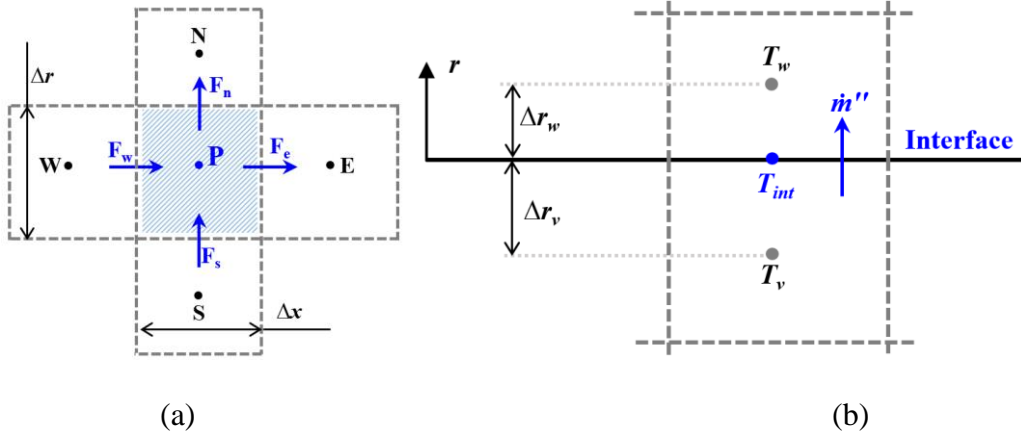 N
Δr
F_n
W
F_w
P
F_e
E
F_s
S
Δx
(a)
r
T_w
Δr_w
ṁ''
Interface
T_int
Δr_v
T_v
(b)